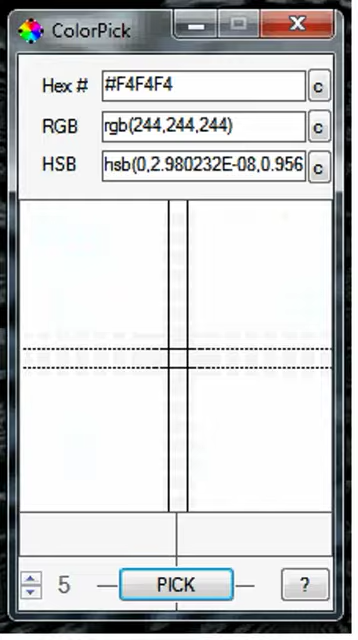 ColorPick
Hex # #F4F4F4 c
RGB rgb(244,244,244) c
HSB hsb(0,2.980232E-08,0.956 c
5 PICK ?